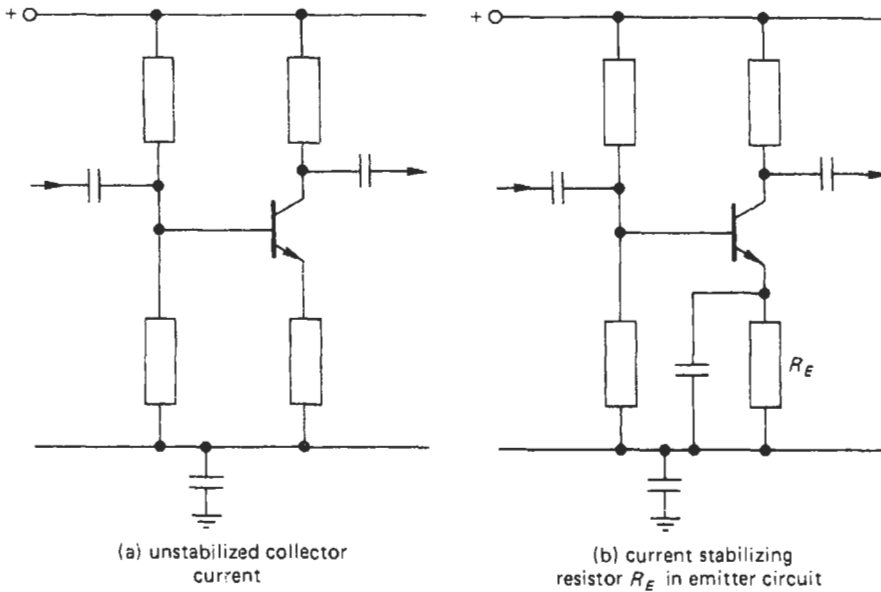 +
+
R_E
(a) unstabilized collector
current
(b) current stabilizing
resistor R_E in emitter circuit